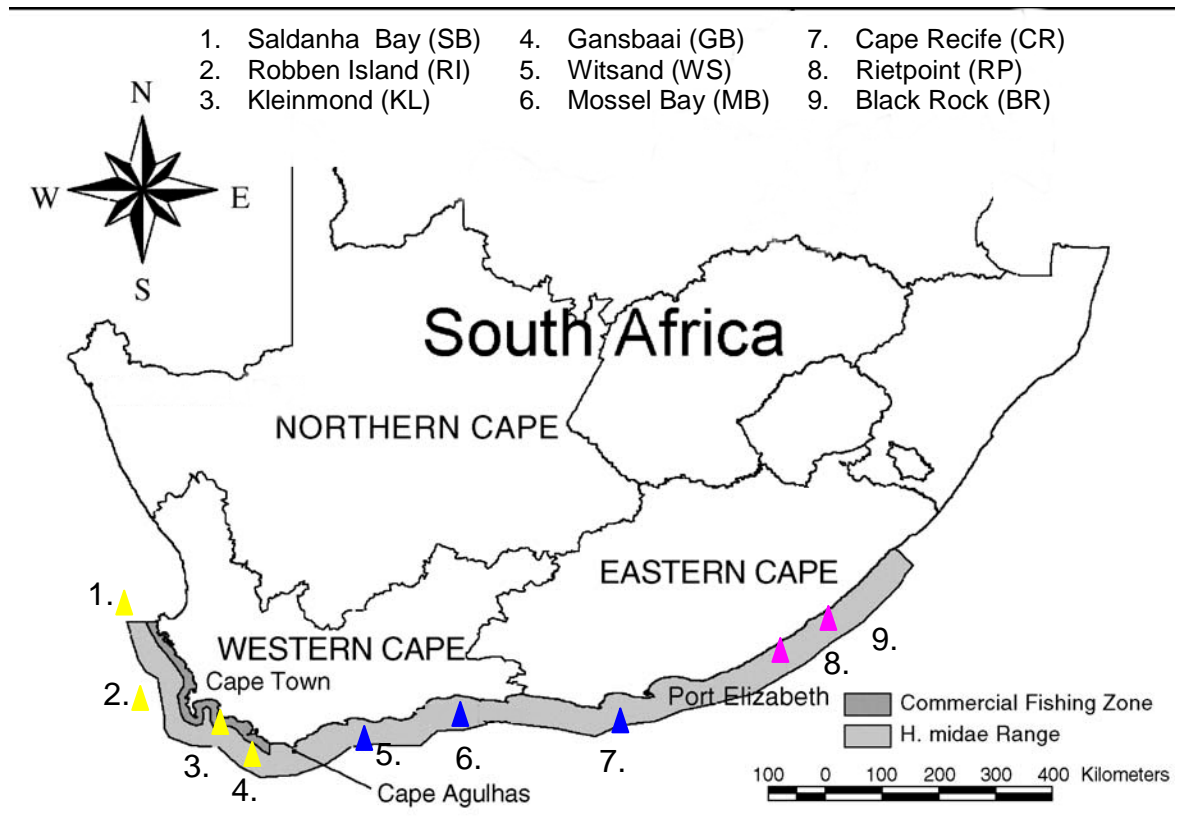 1. Saldanha  Bay (SB)
2. Robben Island (RI)
3. Kleinmond (KL)
4. Gansbaai (GB)
5. Witsand (WS)
6. Mossel Bay (MB)
7. Cape Recife (CR)
8. Rietpoint (RP)
9. Black Rock (BR)
N
W
E
S
South Africa
NORTHERN CAPE
EASTERN CAPE
1.
WESTERN CAPE
9.
8.
Cape Town
2.
Port Elizabeth
Commercial Fishing Zone
H. midae Range
3.
4.
5.
6.
7.
Cape Agulhas
100 0 100 200 300 400 Kilometers